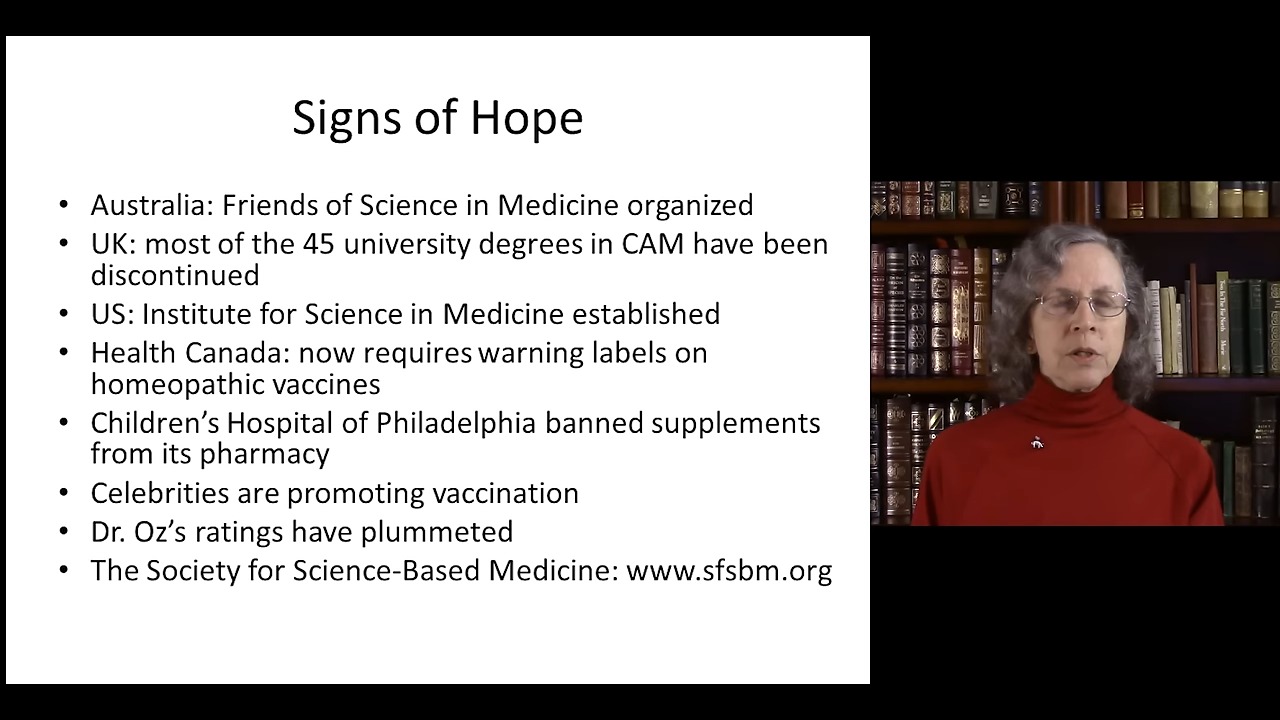 Signs of Hope
• Australia: Friends of Science in Medicine organized
• UK: most of the 45 university degrees in CAM have been
discontinued
• US: Institute for Science in Medicine established
• Health Canada: now requires warning labels on
homeopathic vaccines
• Children’s Hospital of Philadelphia banned supplements
from its pharmacy
• Celebrities are promoting vaccination
• Dr. Oz’s ratings have plummeted
• The Society for Science-Based Medicine: www.sfsbm.org